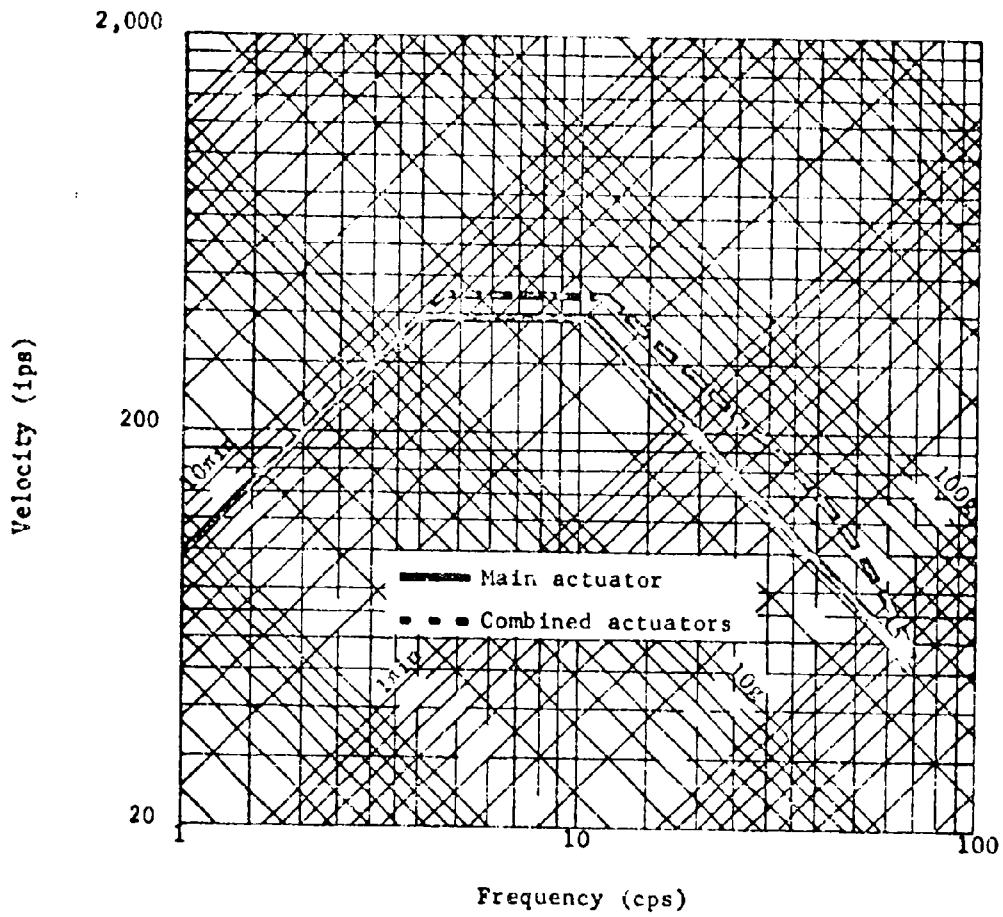 2,000
Velocity (ips)
200
20
100g
Main actuator
Combined actuators
10g
1
10
100
Frequency (cps)